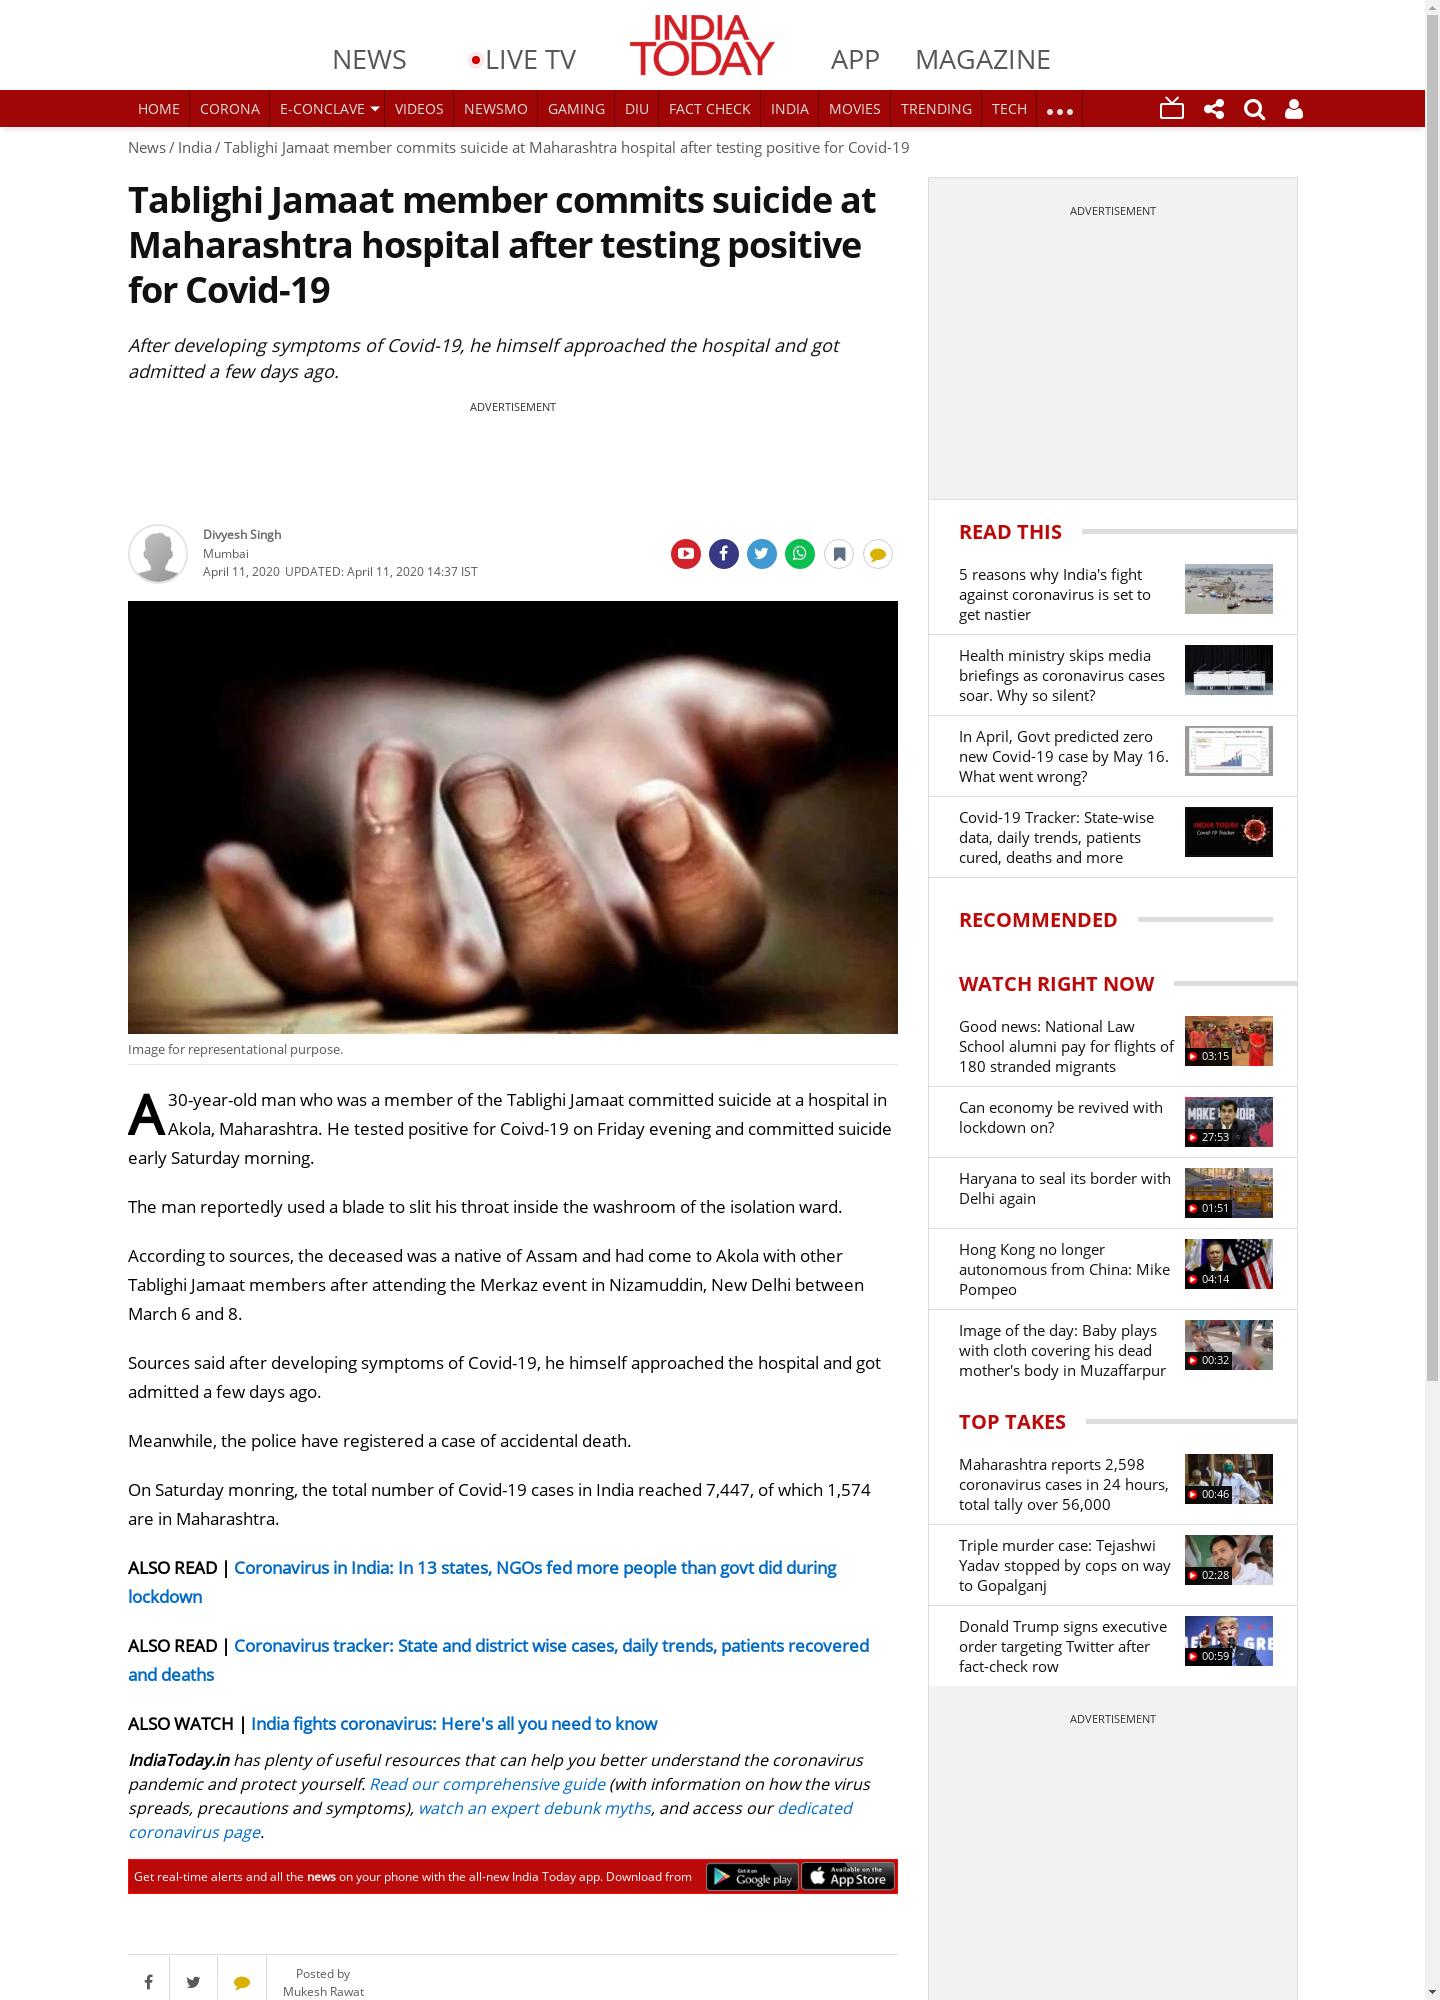 NEWS
LIVE TV
INDIA
TODAY
APP
MAGAZINE
HOME CORONA E-CONCLAVE VIDEOS NEWSMO GAMING DIU FACT CHECK INDIA MOVIES TRENDING TECH
News / India / Tablighi Jamaat member commits suicide at Maharashtra hospital after testing positive for Covid-19
Tablighi Jamaat member commits suicide at
Maharashtra hospital after testing positive
for Covid-19
After developing symptoms of Covid-19, he himself approached the hospital and got
admitted a few days ago.
ADVERTISEMENT
Divyesh Singh
Mumbai
April 11, 2020 UPDATED: April 11, 2020 14:37 IST
Image for representational purpose.
A 30-year-old man who was a member of the Tablighi Jamaat committed suicide at a hospital in
Akola, Maharashtra. He tested positive for Coivd-19 on Friday evening and committed suicide
early Saturday morning.
The man reportedly used a blade to slit his throat inside the washroom of the isolation ward.
According to sources, the deceased was a native of Assam and had come to Akola with other
Tablighi Jamaat members after attending the Merkaz event in Nizamuddin, New Delhi between
March 6 and 8.
Sources said after developing symptoms of Covid-19, he himself approached the hospital and got
admitted a few days ago.
Meanwhile, the police have registered a case of accidental death.
On Saturday monring, the total number of Covid-19 cases in India reached 7,447, of which 1,574
are in Maharashtra.
ALSO READ | Coronavirus in India: In 13 states, NGOs fed more people than govt did during
lockdown
ALSO READ | Coronavirus tracker: State and district wise cases, daily trends, patients recovered
and deaths
ALSO WATCH | India fights coronavirus: Here's all you need to know
IndiaToday.in has plenty of useful resources that can help you better understand the coronavirus
pandemic and protect yourself. Read our comprehensive guide (with information on how the virus
spreads, precautions and symptoms), watch an expert debunk myths, and access our dedicated
coronavirus page.
Get real-time alerts and all the news on your phone with the all-new India Today app. Download from
Get it on
Google play
Available on the
App Store
Posted by
Mukesh Rawat
ADVERTISEMENT
READ THIS
5 reasons why India's fight
against coronavirus is set to
get nastier
Health ministry skips media
briefings as coronavirus cases
soar. Why so silent?
In April, Govt predicted zero
new Covid-19 case by May 16.
What went wrong?
Covid-19 Tracker: State-wise
data, daily trends, patients
cured, deaths and more
INDIA TODAY
Covid-19 Tracker
RECOMMENDED
WATCH RIGHT NOW
Good news: National Law
School alumni pay for flights of
180 stranded migrants
03:15
Can economy be revived with
lockdown on?
27:53
Haryana to seal its border with
Delhi again
01:51
Hong Kong no longer
autonomous from China: Mike
Pompeo
04:14
Image of the day: Baby plays
with cloth covering his dead
mother's body in Muzaffarpur
00:32
TOP TAKES
Maharashtra reports 2,598
coronavirus cases in 24 hours,
total tally over 56,000
00:46
Triple murder case: Tejashwi
Yadav stopped by cops on way
to Gopalganj
02:28
Donald Trump signs executive
order targeting Twitter after
fact-check row
00:59
ADVERTISEMENT